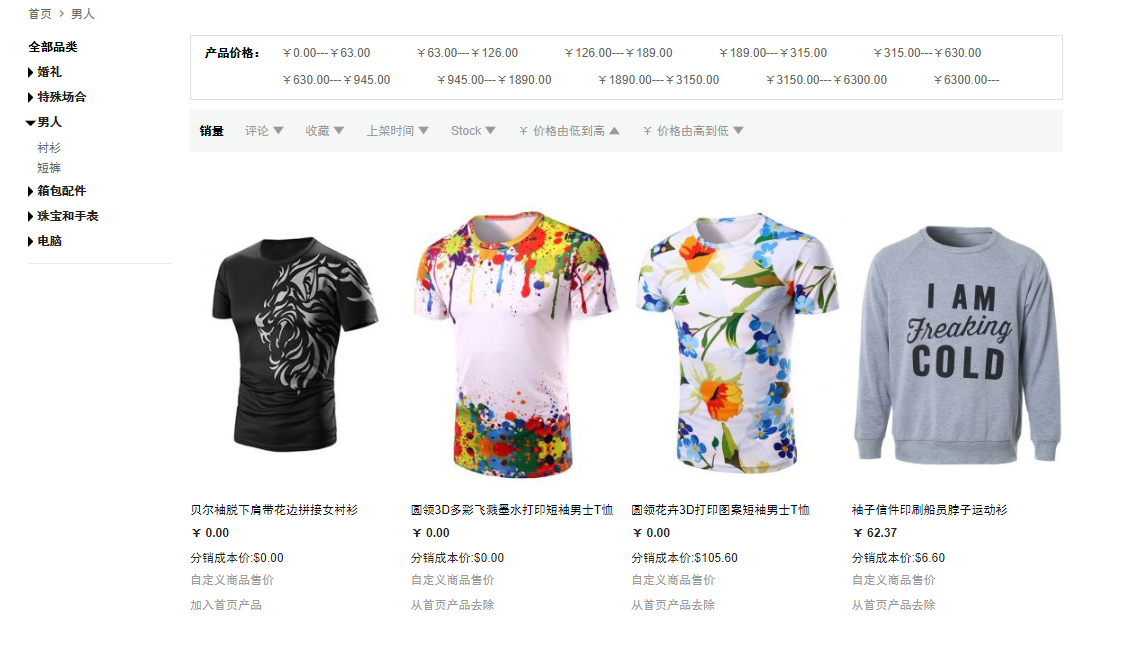 首页 > 男人
全部品类
婚礼
特殊场合
男人
衬衫
短裤
箱包配件
珠宝和手表
电脑
产品价格： ￥0.00---￥63.00 ￥63.00---￥126.00 ￥126.00---￥189.00 ￥189.00---￥315.00 ￥315.00---￥630.00
￥630.00---￥945.00 ￥945.00---￥1890.00 ￥1890.00---￥3150.00 ￥3150.00---￥6300.00 ￥6300.00---
销量 评论 收藏 上架时间 Stock ￥ 价格由低到高 ￥ 价格由高到低
I AM
Freaking
COLD
贝尔袖脱下肩带花边拼接女衬衫
￥ 0.00
分销成本价:$0.00
自定义商品售价
加入首页产品
圆领3D多彩飞溅墨水打印短袖男士T恤
￥ 0.00
分销成本价:$0.00
自定义商品售价
从首页产品去除
圆领花卉3D打印图案短袖男士T恤
￥ 0.00
分销成本价:$105.60
自定义商品售价
从首页产品去除
袖子信件印刷船员脖子运动衫
￥ 62.37
分销成本价:$6.60
自定义商品售价
从首页产品去除